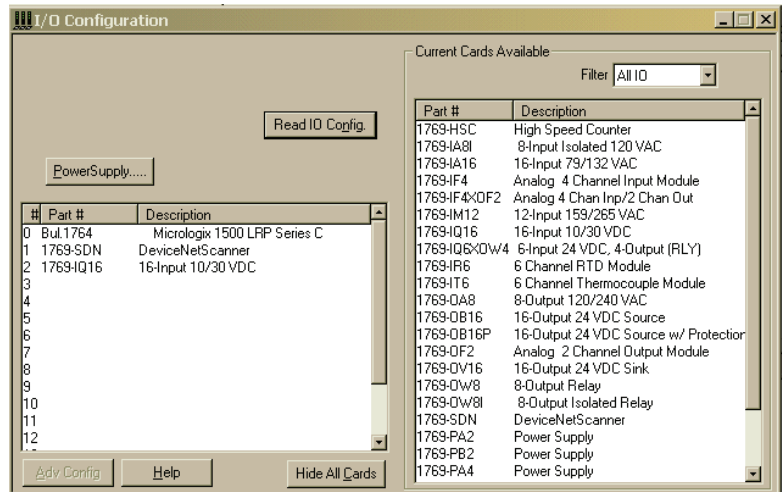 I/O Configuration
Current Cards Available
Filter All IO
Read IO Config.
PowerSupply.....
# Part # Description
0 Bul.1764 Micrologix 1500 LRP Series C
1 1769-SDN DeviceNetScanner
2 1769-IQ16 16-Input 10/30 VDC
3
4
5
6
7
8
9
10
11
12
Adv Config Help Hide All Cards
Part # Description
1769-HSC High Speed Counter
1769-IA8I 8-Input Isolated 120 VAC
1769-IA16 16-Input 79/132 VAC
1769-IF4 Analog 4 Channel Input Module
1769-IF4XOF2 Analog 4 Chan Inp/2 Chan Out
1769-IM12 12-Input 159/265 VAC
1769-IQ16 16-Input 10/30 VDC
1769-IQ6XOW4 6-Input 24 VDC, 4-Output (RLY)
1769-IR6 6 Channel RTD Module
1769-IT6 6 Channel Thermocouple Module
1769-OA8 8-Output 120/240 VAC
1769-OB16 16-Output 24 VDC Source
1769-OB16P 16-Output 24 VDC Source w/ Protection
1769-OF2 Analog 2 Channel Output Module
1769-OV16 16-Output 24 VDC Sink
1769-OW8 8-Output Relay
1769-OW8I 8-Output Isolated Relay
1769-SDN DeviceNetScanner
1769-PA2 Power Supply
1769-PB2 Power Supply
1769-PA4 Power Supply